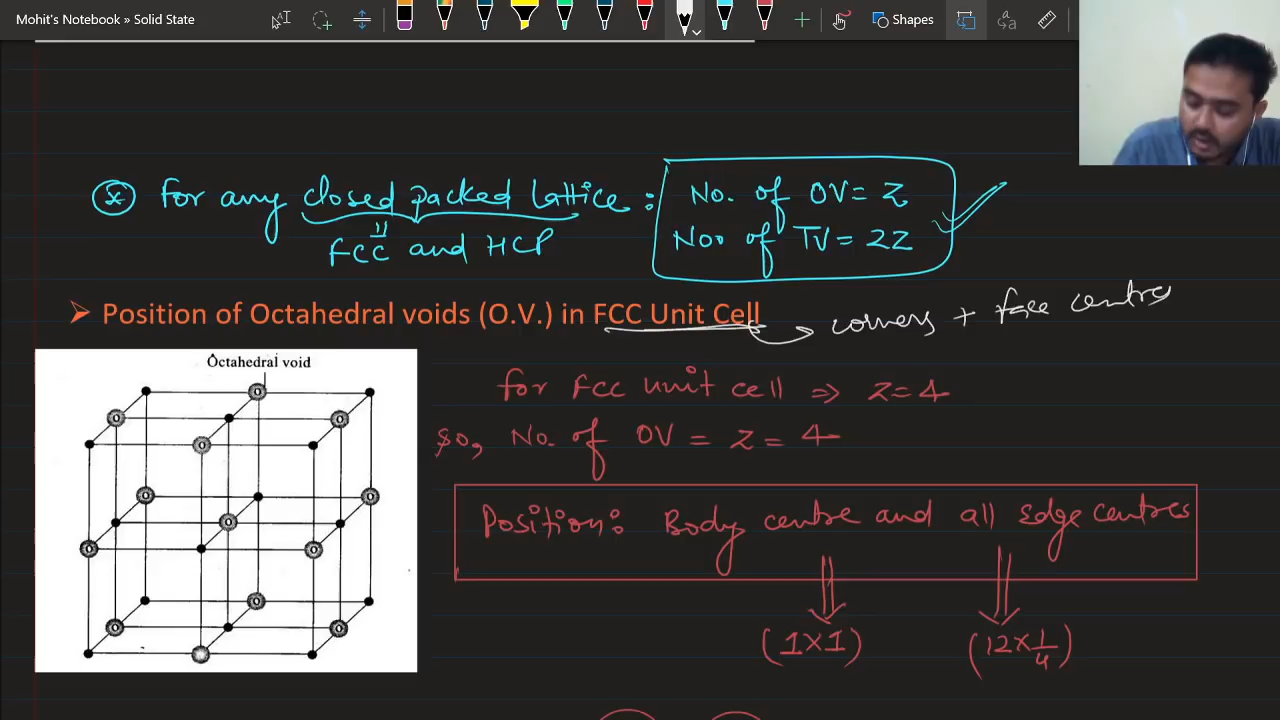 Mohit's Notebook » Solid State
Shapes
For any closed packed lattice : No. of OV = Z
FCC and HCP No. of TV = 2Z
➤ Position of Octahedral voids (O.V.) in FCC Unit Cell → corners + face centres
Octahedral void
for FCC unit cell ⇒ Z = 4
so, No. of OV = Z = 4
Position: Body centre and all Edge centres
(1×1) (12×1/4)